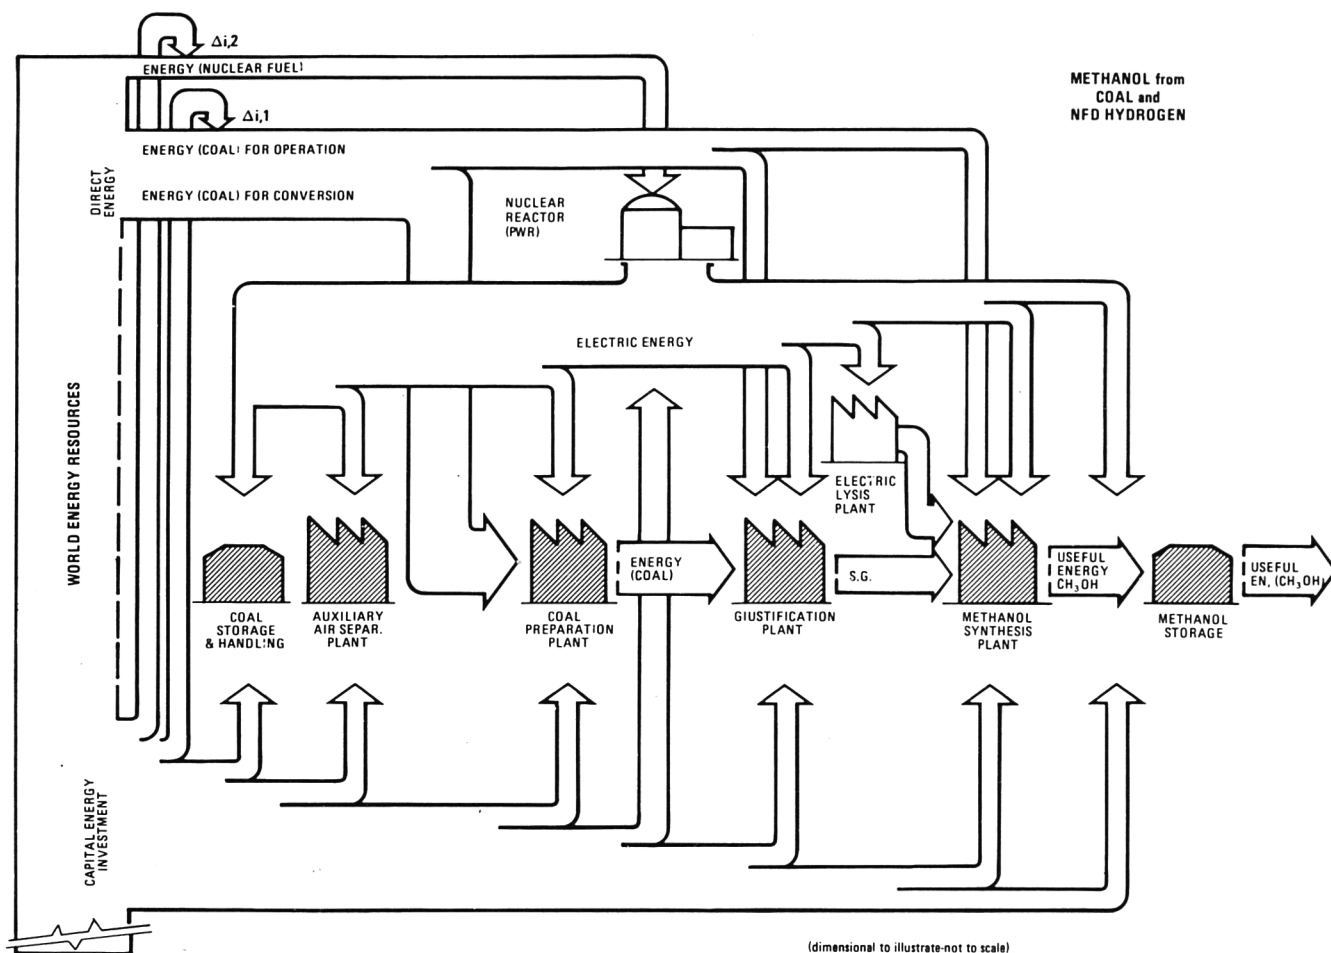 Δi,2
ENERGY (NUCLEAR FUEL)
METHANOL from
COAL and
NFD HYDROGEN
Δi,1
ENERGY (COAL) FOR OPERATION
DIRECT
ENERGY
ENERGY (COAL) FOR CONVERSION
NUCLEAR
REACTOR
(PWR)
ELECTRIC ENERGY
WORLD ENERGY RESOURCES
ELECTRIC
LYSIS
PLANT
ENERGY
(COAL)
S.G.
USEFUL
ENERGY
CH₃OH
USEFUL
EN. (CH₃OH)
COAL
STORAGE
& HANDLING
AUXILIARY
AIR SEPAR.
PLANT
COAL
PREPARATION
PLANT
GIUSTIFICATION
PLANT
METHANOL
SYNTHESIS
PLANT
METHANOL
STORAGE
CAPITAL ENERGY
INVESTMENT
(dimensional to illustrate-not to scale)